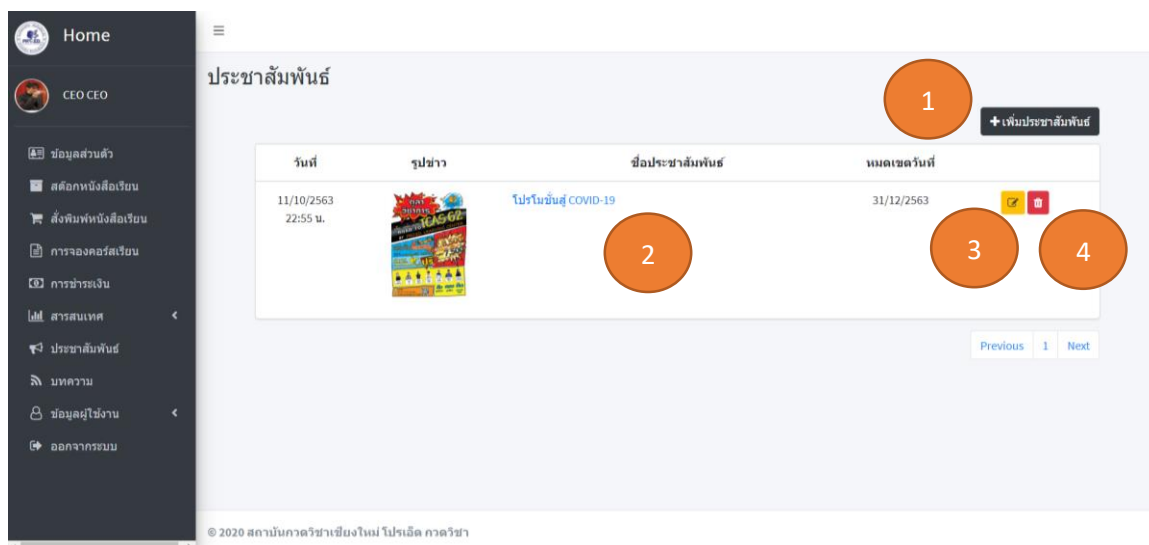 Home
CEO CEO
ข้อมูลส่วนตัว
สต๊อกหนังสือเรียน
สั่งพิมพ์หนังสือเรียน
การจองคอร์สเรียน
การชำระเงิน
สารสนเทศ
ประชาสัมพันธ์
บทความ
ข้อมูลผู้ใช้งาน
ออกจากระบบ
ประชาสัมพันธ์
1
เพิ่มประชาสัมพันธ์
วันที่ รูปข่าว ชื่อประชาสัมพันธ์ หมดเขตวันที่
11/10/2563 โปรโมชั่นสู้ COVID-19 31/12/2563
22:55 น.
TCAS 62
2
3
4
Previous 1 Next
© 2020 สถาบันกวดวิชาเชียงใหม่ โปรเอ็ด กวดวิชา